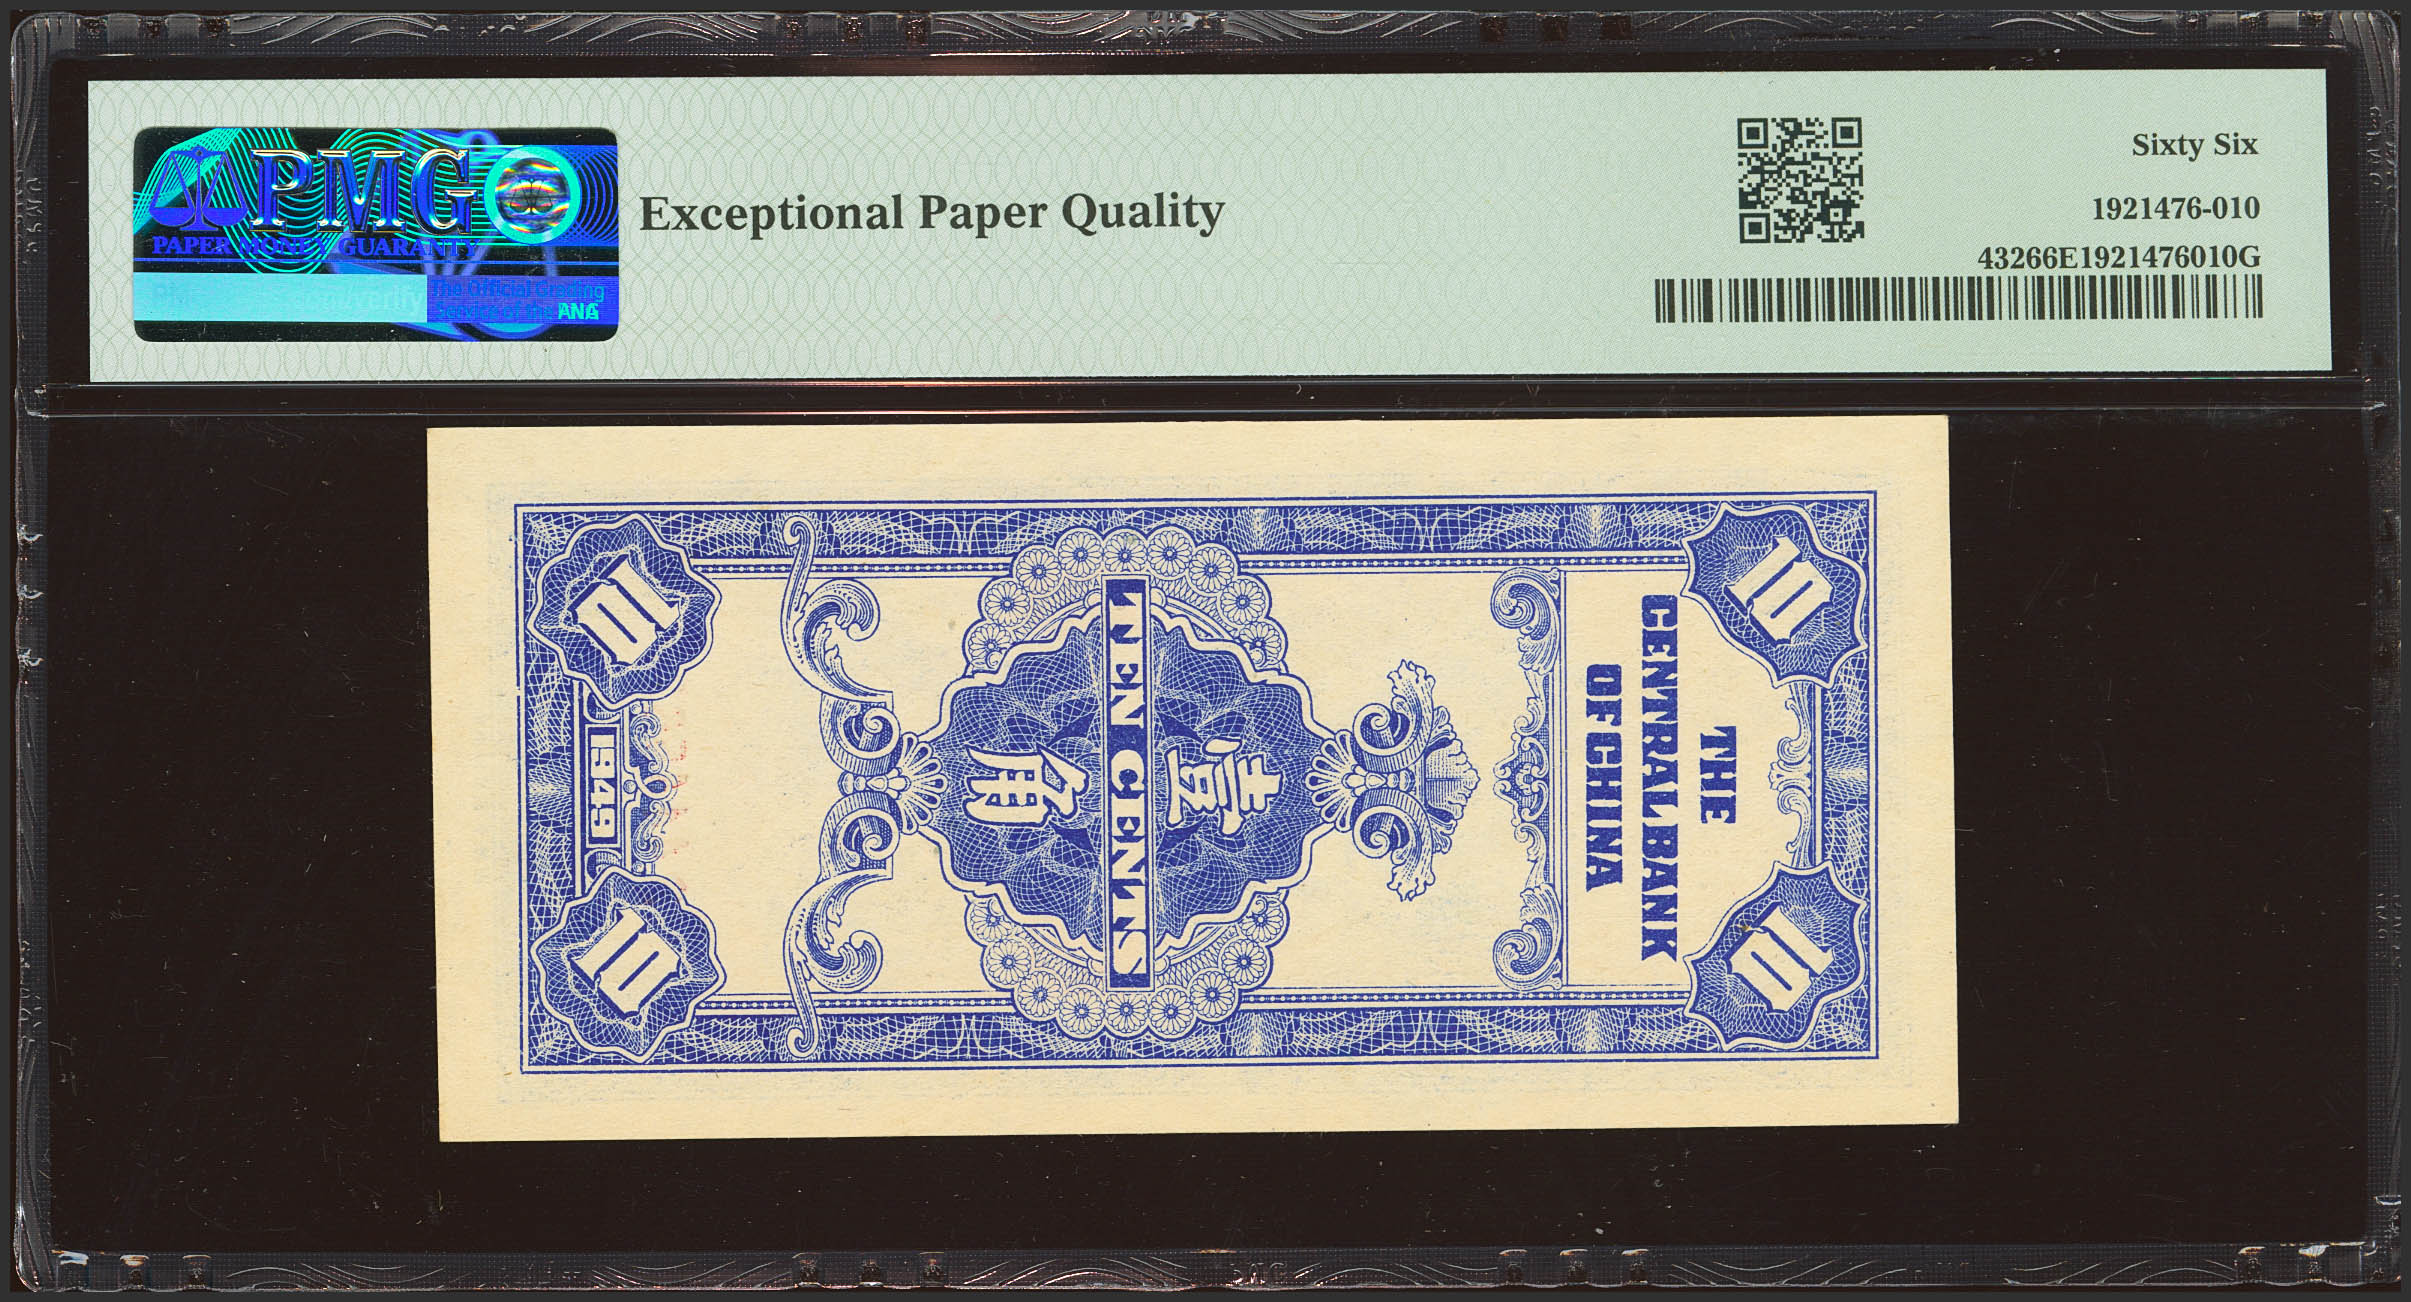 PMG
PAPER MONEY GUARANTY
The Official Grading
Service of the ANA
Exceptional Paper Quality
Sixty Six
1921476-010
43266E1921476010G
THE
CENTRAL BANK
OF CHINA
10
10
壹
TEN CENTS
角
10
1949
10